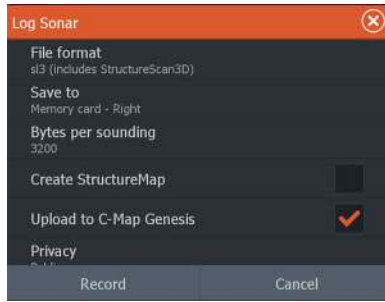 Log Sonar
File format
sl3 (includes StructureScan3D)
Save to
Memory card - Right
Bytes per sounding
3200
Create StructureMap
Upload to C-Map Genesis
Privacy
Record
Cancel